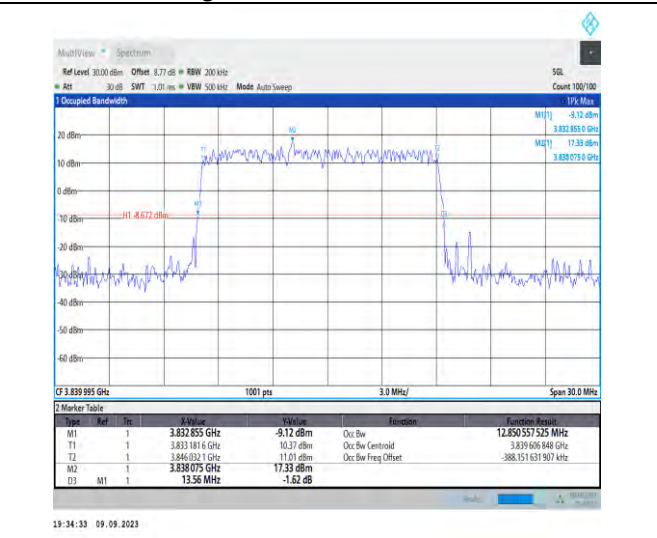 MultiView Spectrum
Ref Level 30.00 dBm Offset 8.77 dB RBW 200 kHz SGL
Att 30 dB SWT 1.01 ms VBW 500 kHz Mode Auto Sweep Count 100/100
1 Occupied Bandwidth 1Pk Max
M1[1] -9.12 dBm
3.832 855 0 GHz
M2[1] 17.33 dBm
3.838 075 0 GHz
20 dBm
M2
T1
T2
10 dBm
0 dBm
M1
D3
-10 dBm
H1 -8.672 dBm
-20 dBm
-30 dBm
-40 dBm
-50 dBm
-60 dBm
CF 3.839 995 GHz 1001 pts 3.0 MHz/ Span 30.0 MHz
2 Marker Table
Type Ref Trc X-Value Y-Value Function Function Result
M1 1 3.832 855 GHz -9.12 dBm Occ Bw 12.850 557 525 MHz
T1 1 3.833 181 6 GHz 10.37 dBm Occ Bw Centroid 3.839 606 848 GHz
T2 1 3.846 032 1 GHz 11.01 dBm Occ Bw Freq Offset -388.151 631 907 kHz
M2 1 3.838 075 GHz 17.33 dBm
D3 M1 1 13.56 MHz -1.62 dB
19:34:33 09.09.2023